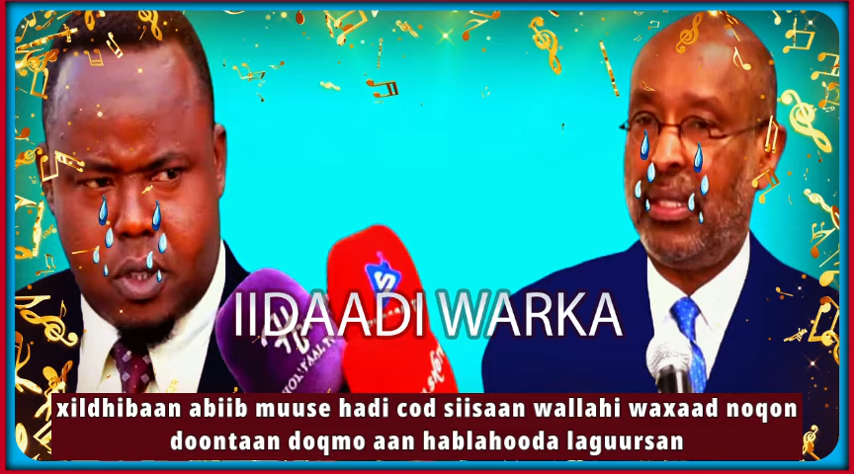 IIDAADI WARKA
xildhibaan abiib muuse hadi cod siisaan wallahi waxaad noqon
doontaan doqmo aan hablahooda laguursan